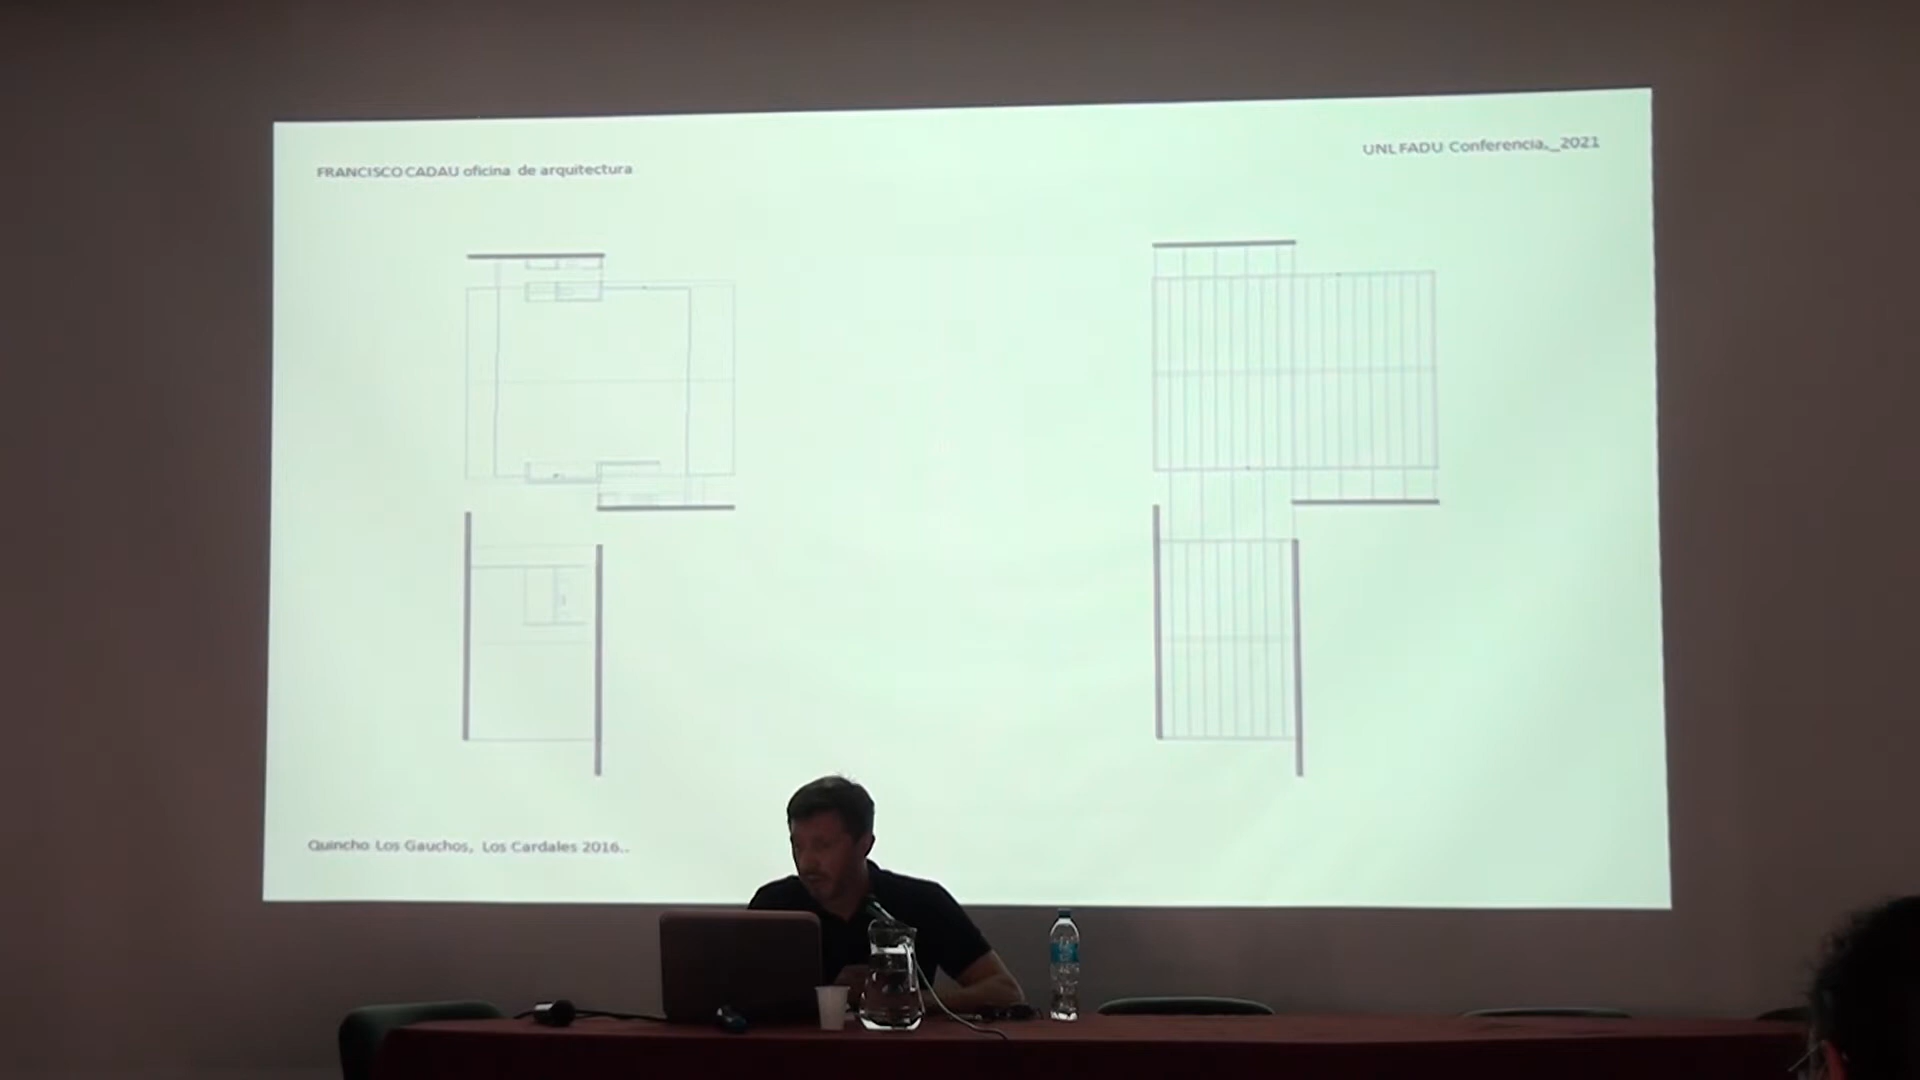 FRANCISCO CADAU oficina de arquitectura
UNL FADU Conferencia._2021
Quincho Los Gauchos, Los Cardales 2016..